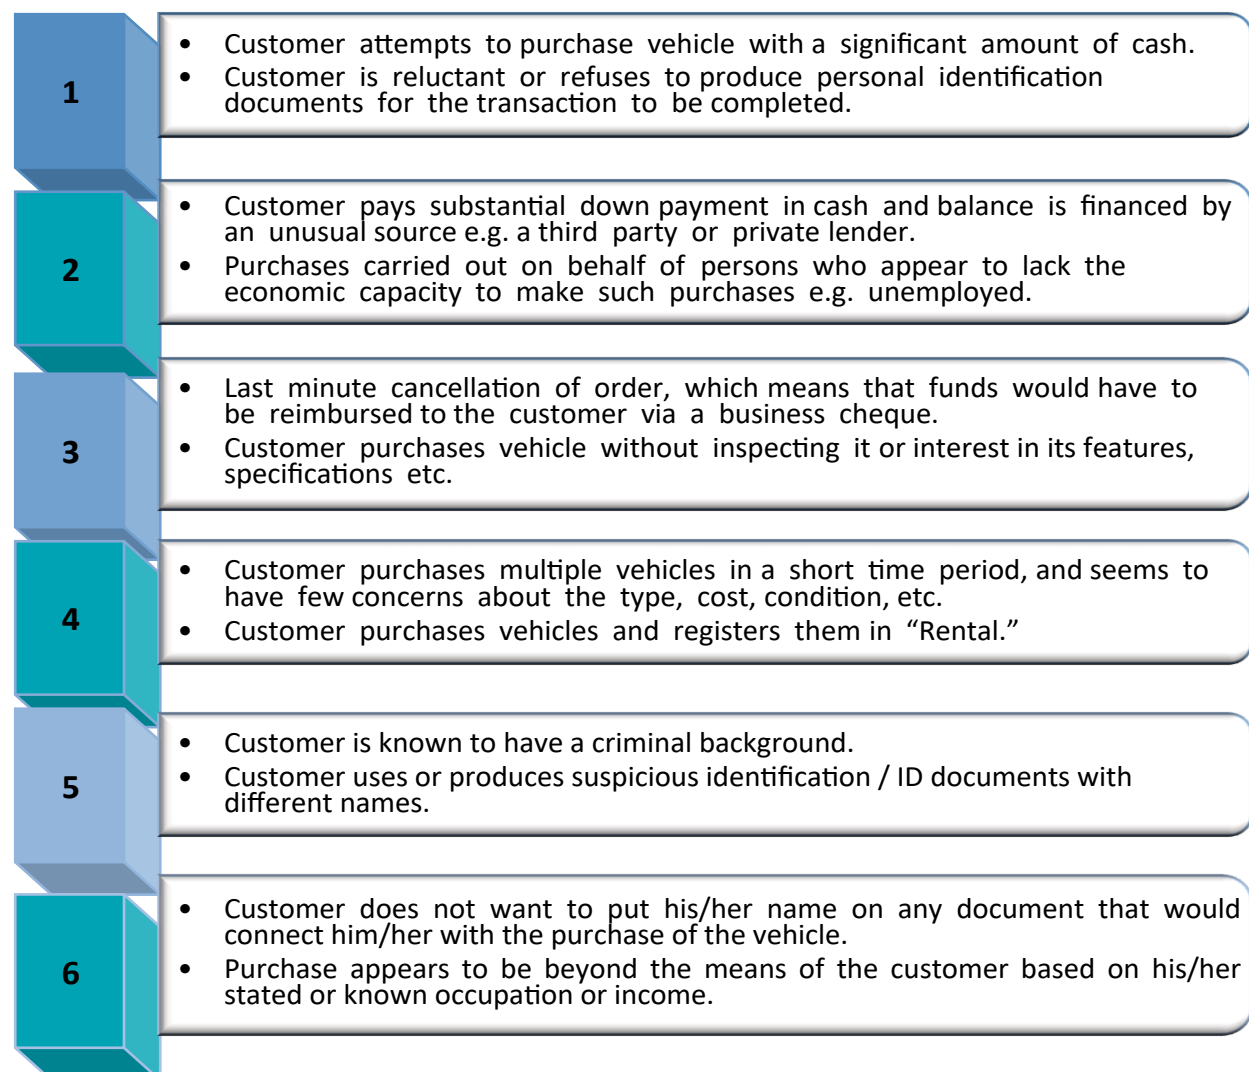 1
• Customer attempts to purchase vehicle with a significant amount of cash.
• Customer is reluctant or refuses to produce personal identification
documents for the transaction to be completed.
2
• Customer pays substantial down payment in cash and balance is financed by
an unusual source e.g. a third party or private lender.
• Purchases carried out on behalf of persons who appear to lack the
economic capacity to make such purchases e.g. unemployed.
3
• Last minute cancellation of order, which means that funds would have to
be reimbursed to the customer via a business cheque.
• Customer purchases vehicle without inspecting it or interest in its features,
specifications etc.
4
• Customer purchases multiple vehicles in a short time period, and seems to
have few concerns about the type, cost, condition, etc.
• Customer purchases vehicles and registers them in “Rental.”
5
• Customer is known to have a criminal background.
• Customer uses or produces suspicious identification / ID documents with
different names.
6
• Customer does not want to put his/her name on any document that would
connect him/her with the purchase of the vehicle.
• Purchase appears to be beyond the means of the customer based on his/her
stated or known occupation or income.